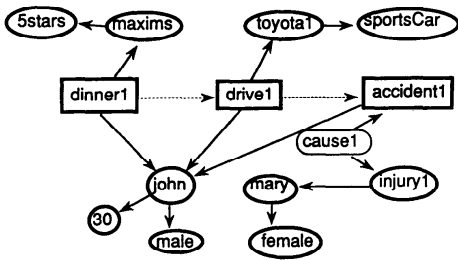 5stars
maxims
toyota1
sportsCar
dinner1
drive1
accident1
cause1
john
mary
injury1
30
male
female